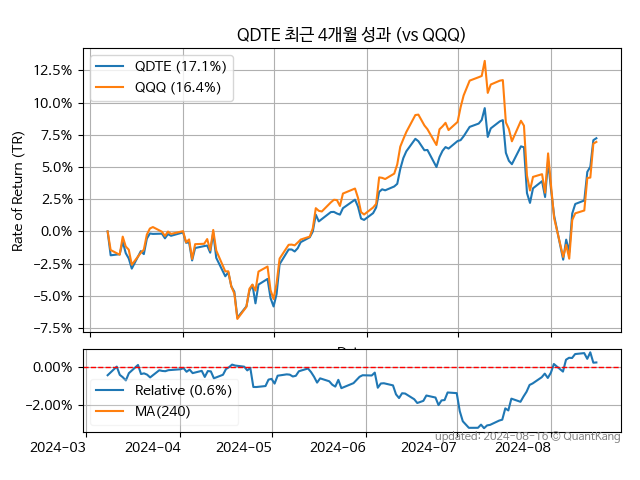 QDTE 최근 4개월 성과 (vs QQQ)
Rate of Return (TR)
12.5%
10.0%
7.5%
5.0%
2.5%
0.0%
−2.5%
−5.0%
−7.5%
QDTE (17.1%)
QQQ (16.4%)
0.00%
−2.00%
Relative (0.6%)
MA(240)
updated: 2024-08-16 © QuantKang
2024-03 2024-04 2024-05 2024-06 2024-07 2024-08